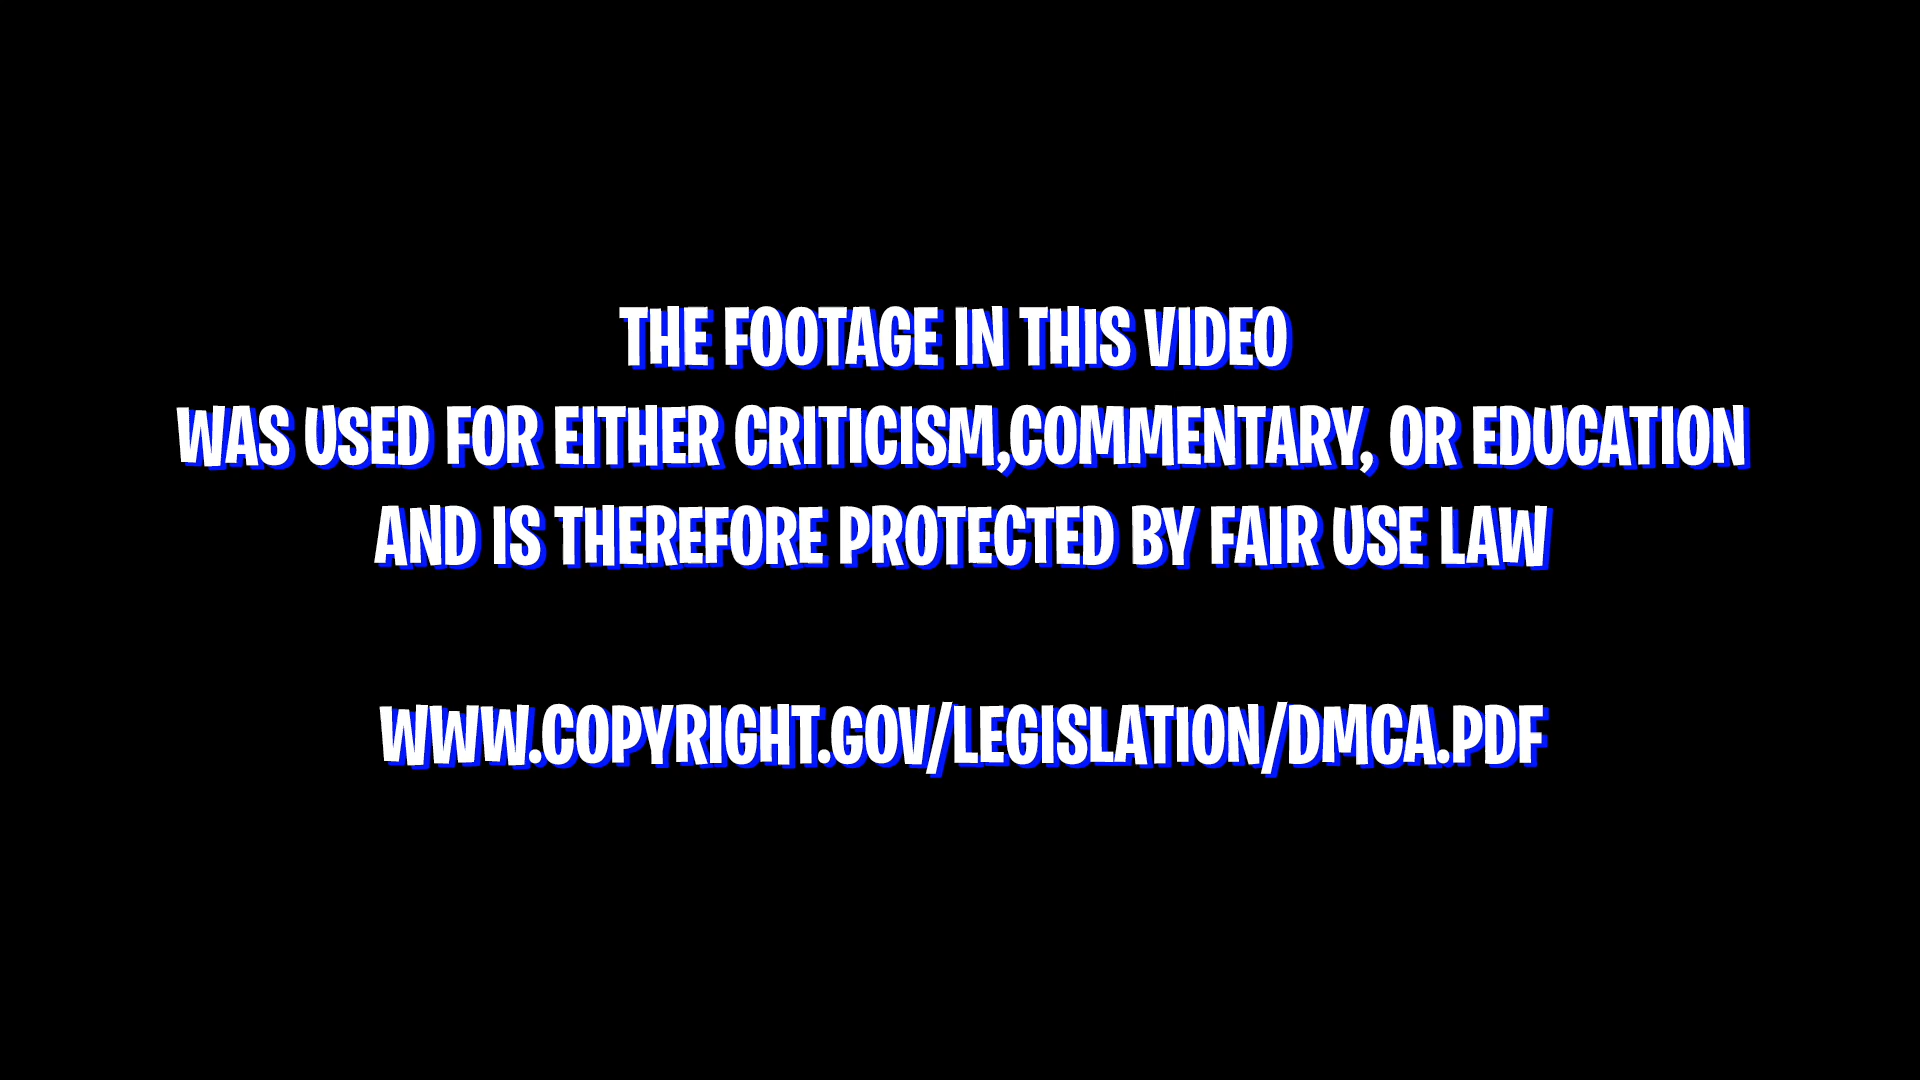 THE FOOTAGE IN THIS VIDEO
WAS USED FOR EITHER CRITICISM,COMMENTARY, OR EDUCATION
AND IS THEREFORE PROTECTED BY FAIR USE LAW
WWW.COPYRIGHT.GOV/LEGISLATION/DMCA.PDF